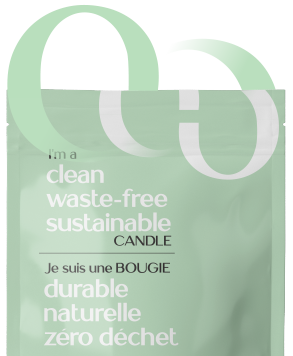 I'm a
clean
waste-free
sustainable
CANDLE
Je suis une BOUGIE
durable
naturelle
zéro déchet